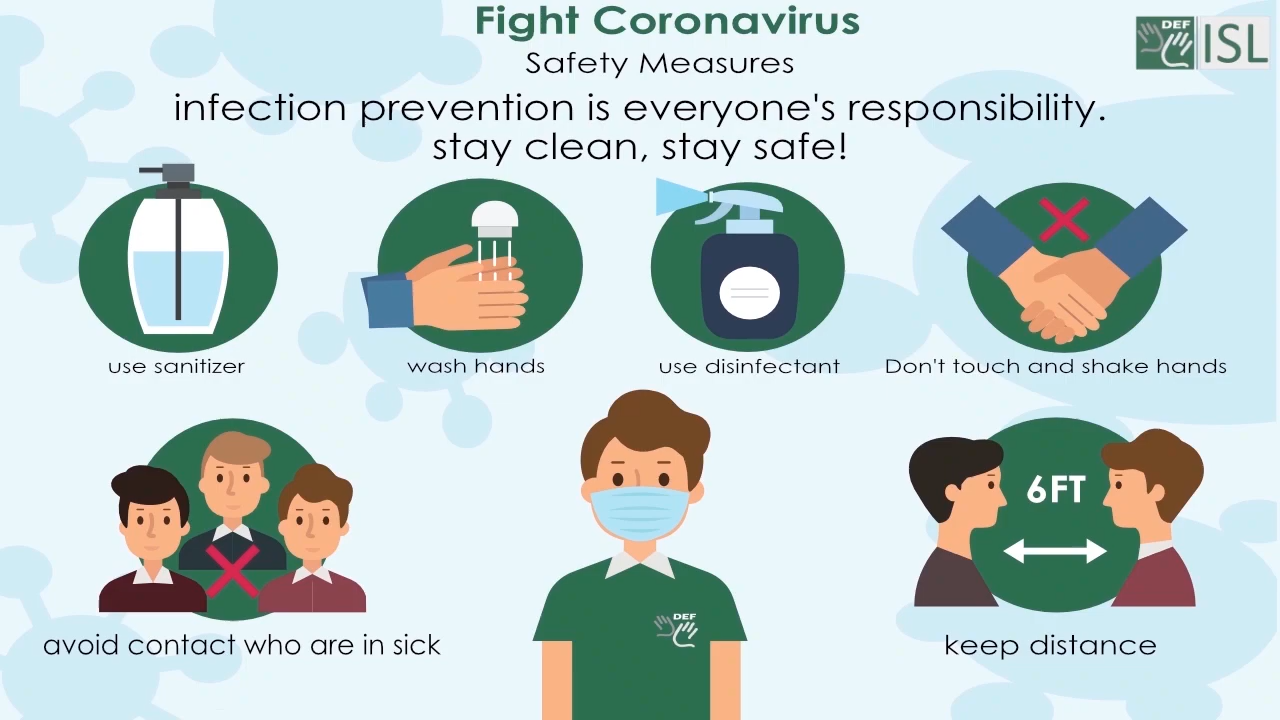 Fight Coronavirus
DEF
ISL
Safety Measures
infection prevention is everyone's responsibility.
stay clean, stay safe!
use sanitizer
wash hands
use disinfectant
Don't touch and shake hands
6FT
DEF
avoid contact who are in sick
keep distance